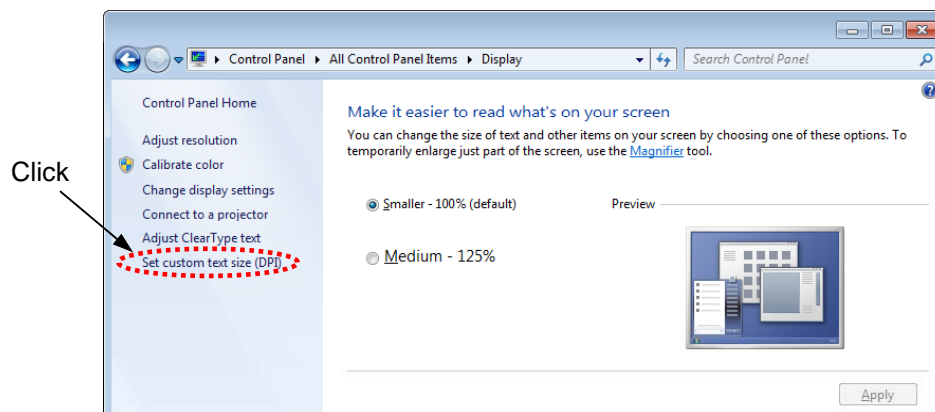 Control Panel All Control Panel Items Display Search Control Panel
Control Panel Home
Adjust resolution
Calibrate color
Change display settings
Connect to a projector
Adjust ClearType text
Set custom text size (DPI)
Click
Make it easier to read what's on your screen
You can change the size of text and other items on your screen by choosing one of these options. To
temporarily enlarge just part of the screen, use the Magnifier tool.
Smaller - 100% (default)
Preview
Medium - 125%
Apply